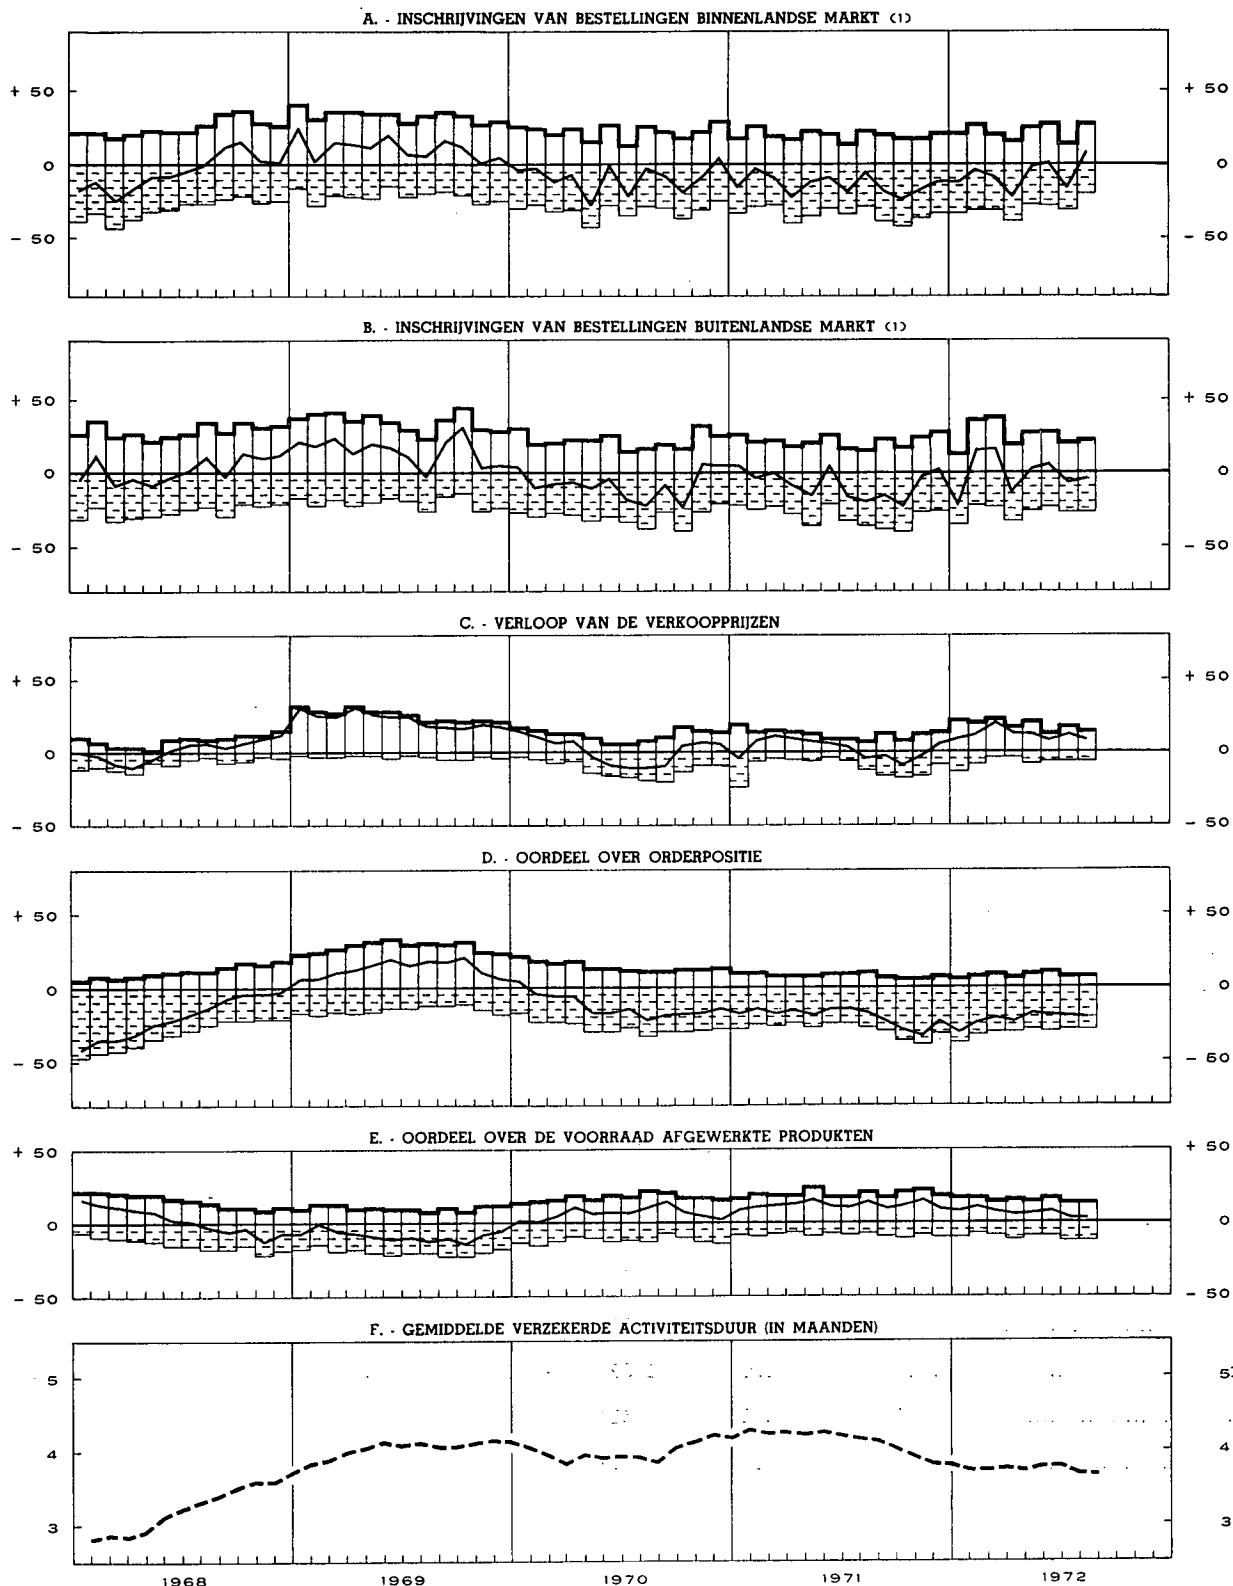 A. - INSCHRIJVINGEN VAN BESTELLINGEN BINNENLANDSE MARKT (1)
+ 50 + 50
0 0
- 50 - 50
B. - INSCHRIJVINGEN VAN BESTELLINGEN BUITENLANDSE MARKT (1)
+ 50 + 50
0 0
- 50 - 50
C. - VERLOOP VAN DE VERKOOPPRIJZEN
+ 50 + 50
0 0
- 50 - 50
D. - OORDEEL OVER ORDERPOSITIE
+ 50 + 50
0 0
- 50 - 50
E. - OORDEEL OVER DE VOORRAAD AFGEWERKTE PRODUKTEN
+ 50 + 50
0 0
- 50 - 50
F. - GEMIDDELDE VERZEKERDE ACTIVITEITSDUUR (IN MAANDEN)
5 5
4 4
3 3
1968 1969 1970 1971 1972